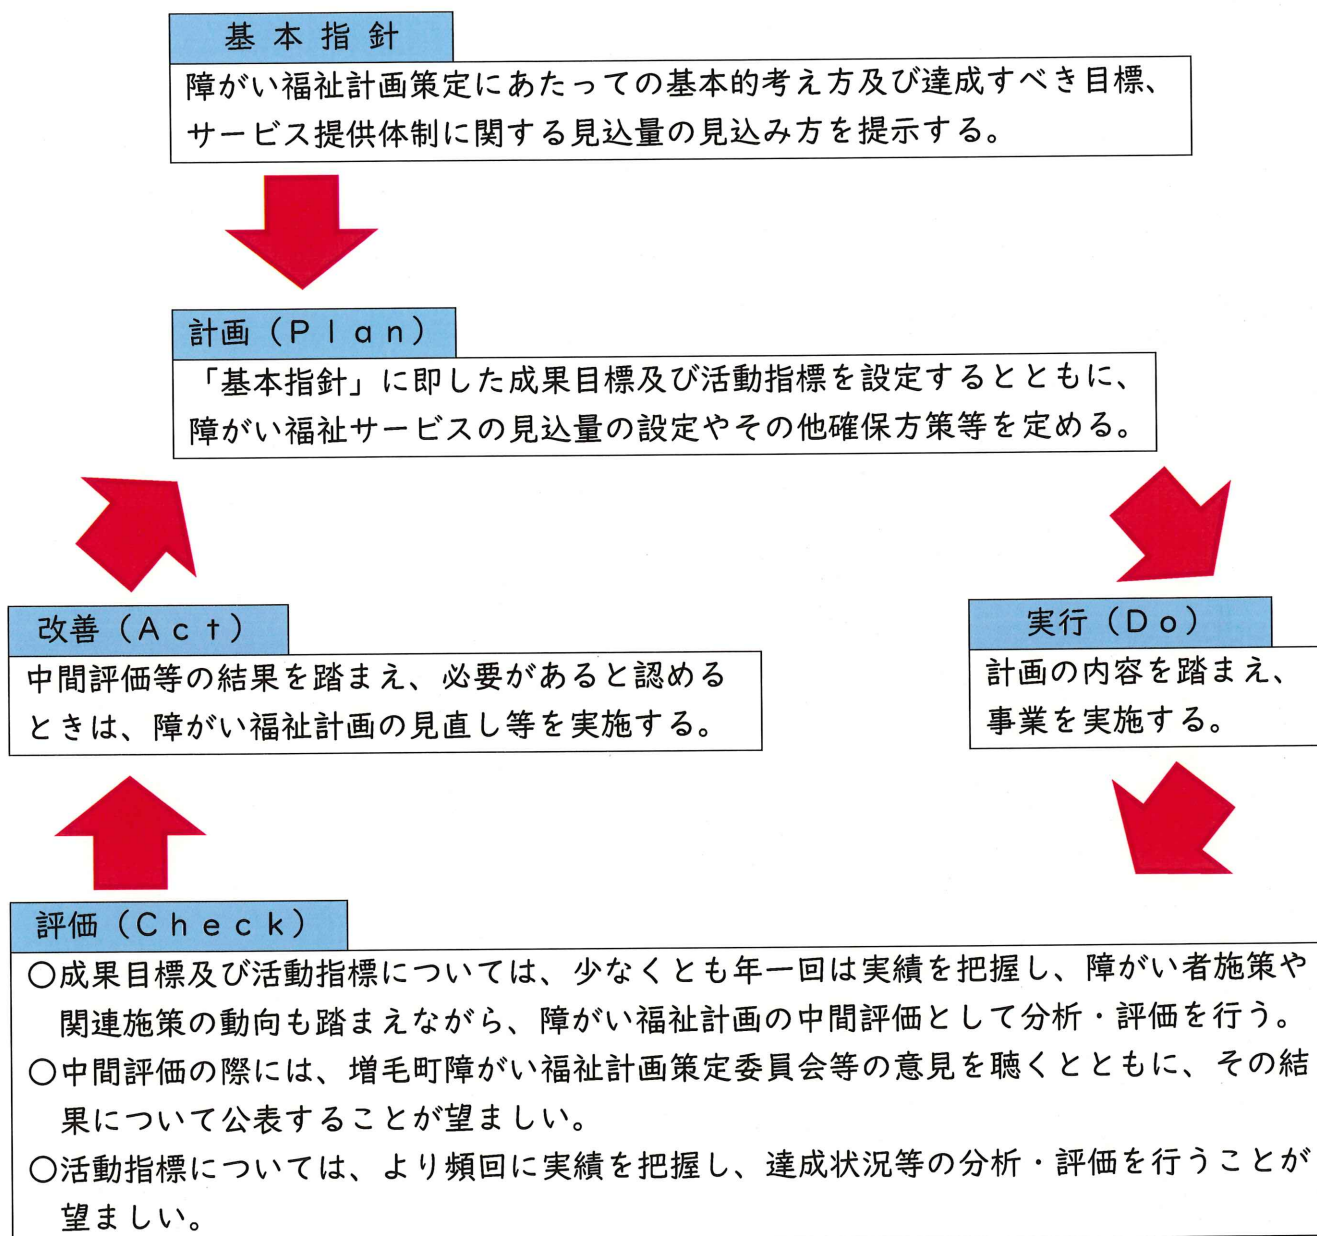 基本指針
障がい福祉計画策定にあたっての基本的考え方及び達成すべき目標、
サービス提供体制に関する見込量の見込み方を提示する。
計画（Plan）
「基本指針」に即した成果目標及び活動指標を設定するとともに、
障がい福祉サービスの見込量の設定やその他確保方策等を定める。
改善（Act）
中間評価等の結果を踏まえ、必要があると認める
ときは、障がい福祉計画の見直し等を実施する。
実行（Do）
計画の内容を踏まえ、
事業を実施する。
評価（Check）
〇成果目標及び活動指標については、少なくとも年一回は実績を把握し、障がい者施策や
関連施策の動向も踏まえながら、障がい福祉計画の中間評価として分析・評価を行う。
〇中間評価の際には、増毛町障がい福祉計画策定委員会等の意見を聴くとともに、その結
果について公表することが望ましい。
〇活動指標については、より頻回に実績を把握し、達成状況等の分析・評価を行うことが
望ましい。